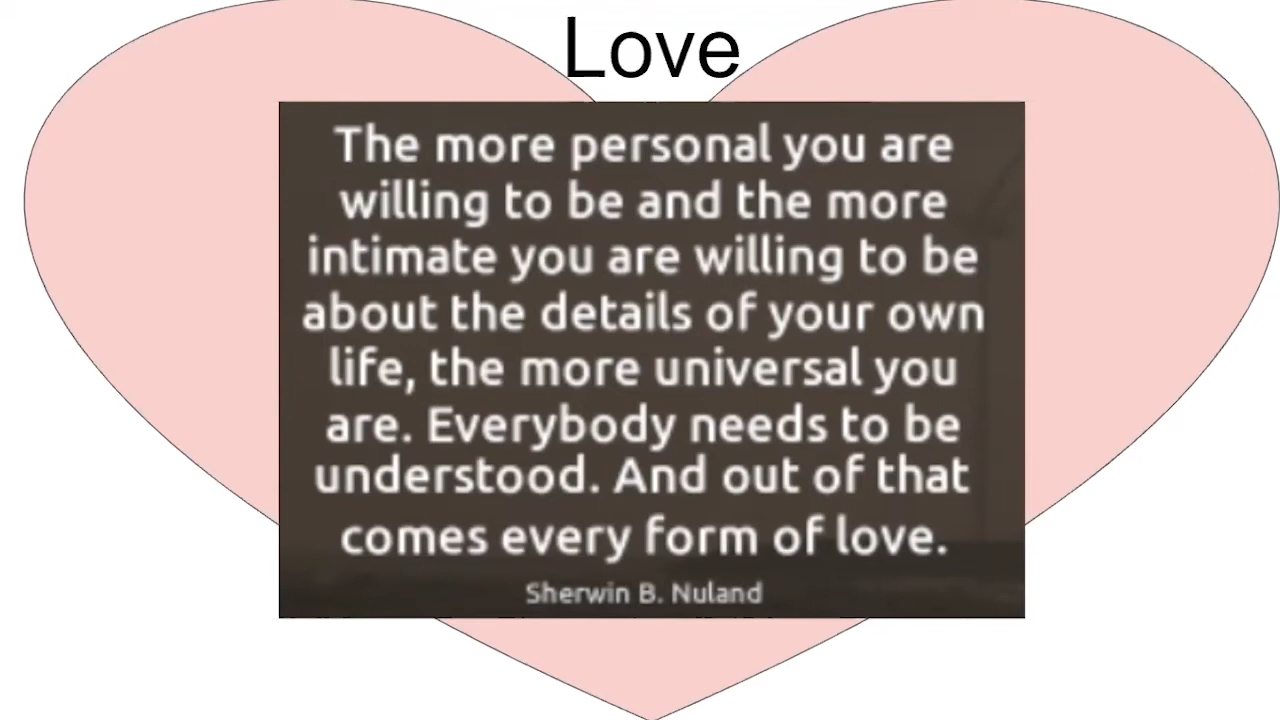 Love
The more personal you are
willing to be and the more
intimate you are willing to be
about the details of your own
life, the more universal you
are. Everybody needs to be
understood. And out of that
comes every form of love.
Sherwin B. Nuland